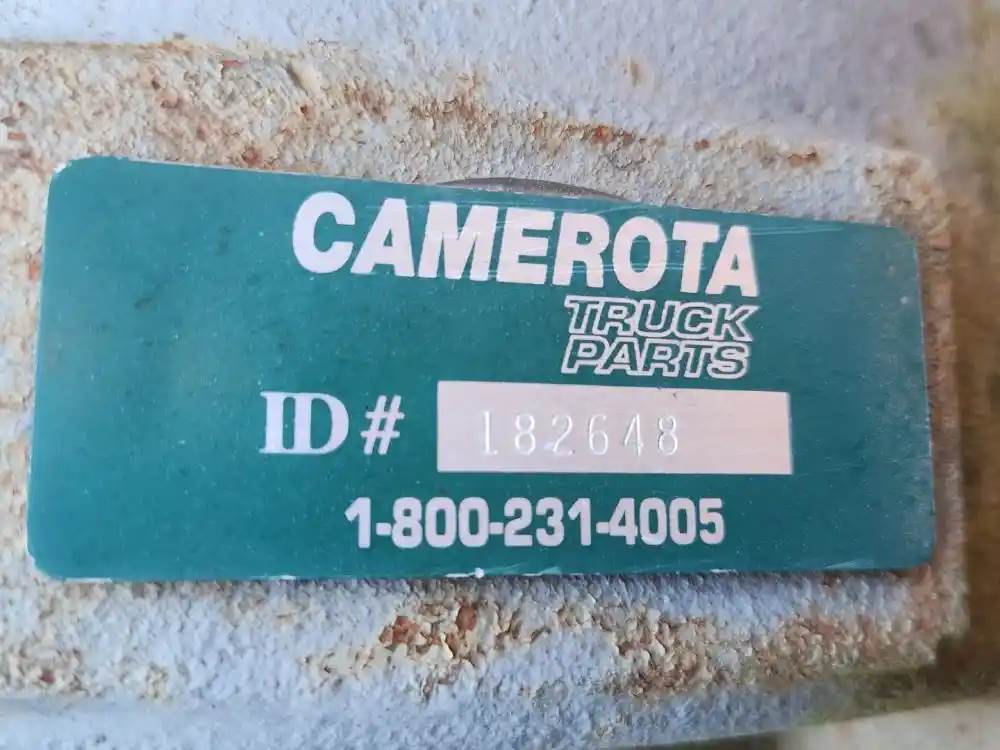 CAMEROTA
TRUCK
PARTS
ID# 182648
1-800-231-4005